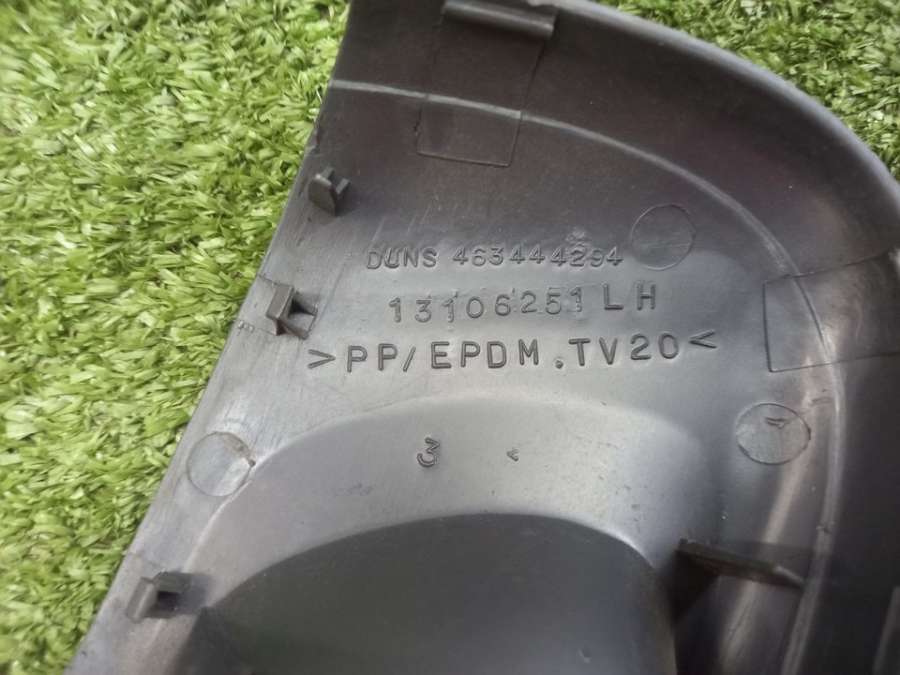 DUNS 463444294
13106251 LH
>PP/EPDM.TV20<
3 <